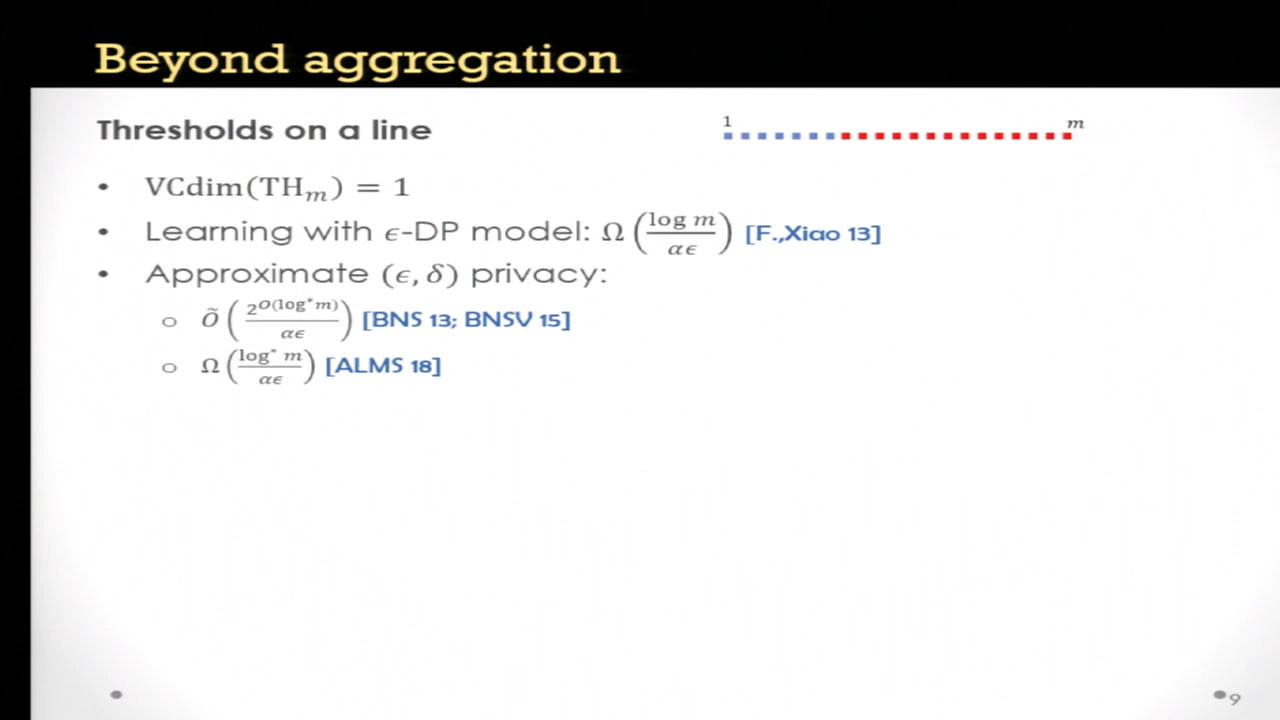 Beyond aggregation
Thresholds on a line
1 m
• VCdim(THₘ) = 1
• Learning with ϵ-DP model: Ω(log m / αϵ) [F.,Xiao 13]
• Approximate (ϵ, δ) privacy:
○ Õ(2^O(log* m) / αϵ) [BNS 13; BNSV 15]
○ Ω(log* m / αϵ) [ALMS 18]
9